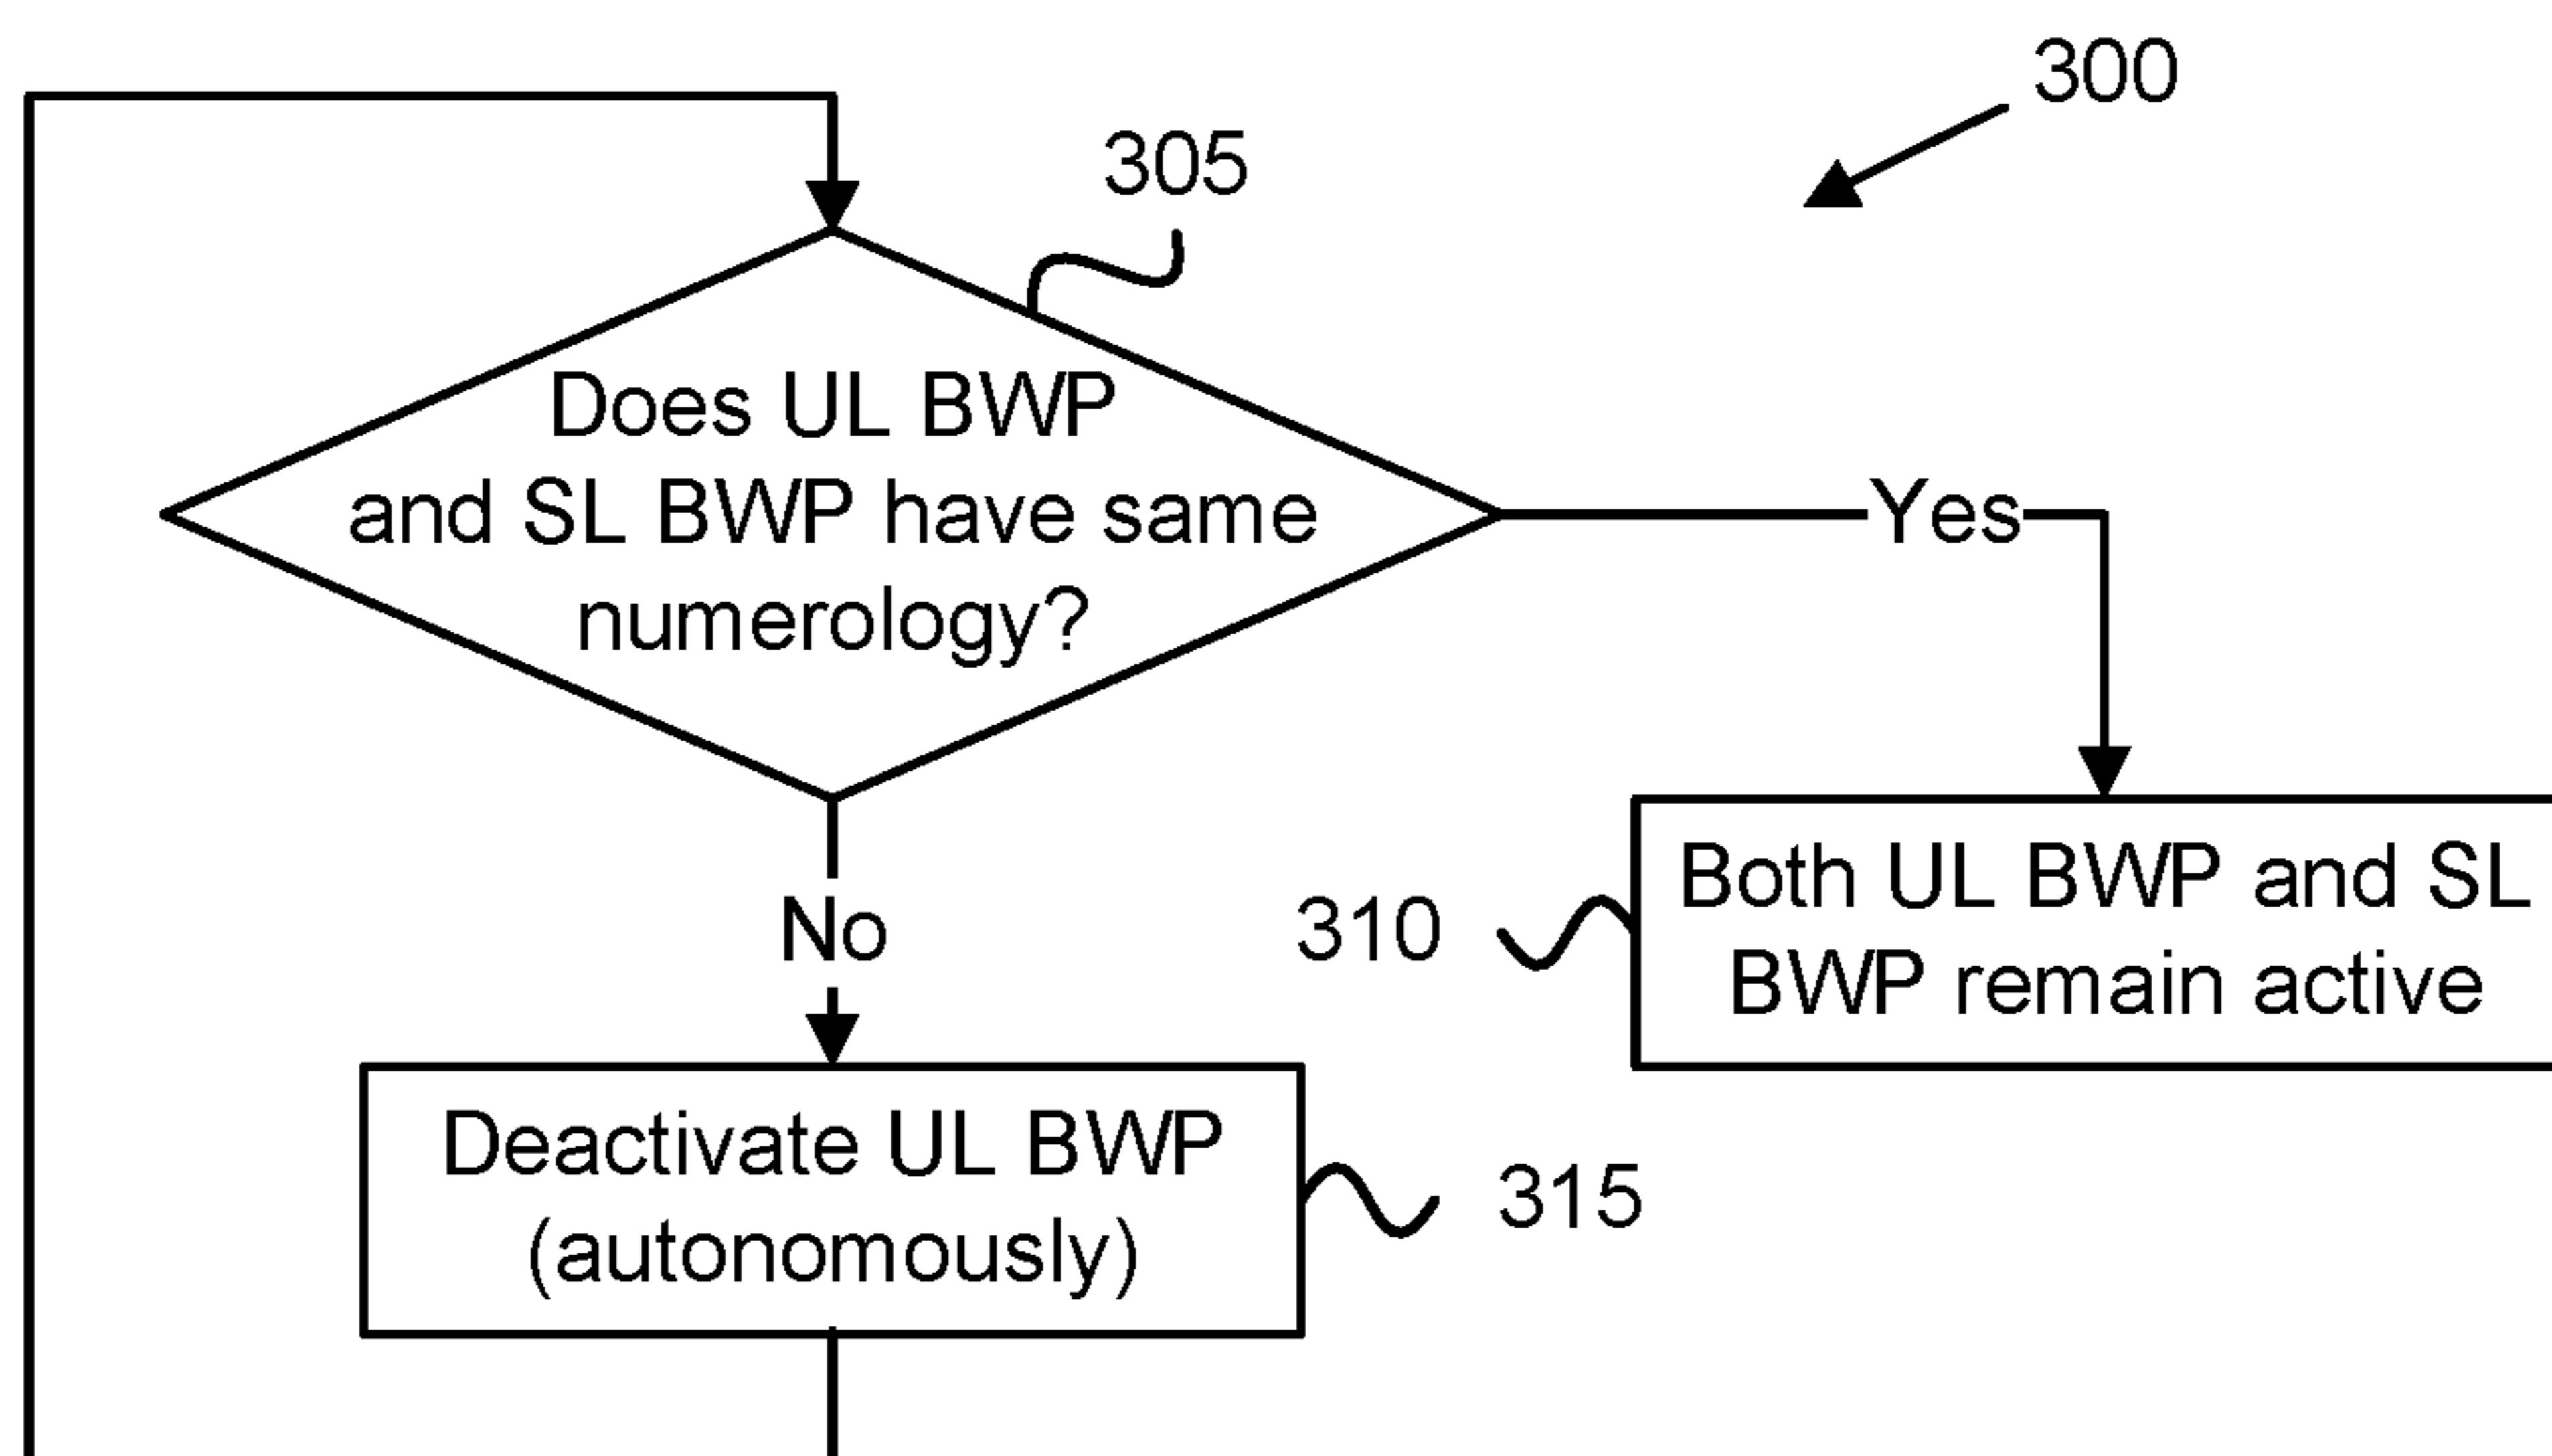 300
305
Does UL BWP
and SL BWP have same
numerology?
Yes
No
310
Both UL BWP and SL
BWP remain active
Deactivate UL BWP
(autonomously)
315